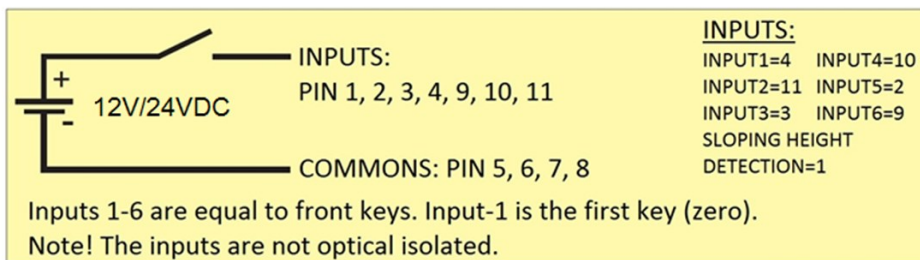 INPUTS:
PIN 1, 2, 3, 4, 9, 10, 11
+
12V/24VDC
-
COMMONS: PIN 5, 6, 7, 8
INPUTS:
INPUT1=4 INPUT4=10
INPUT2=11 INPUT5=2
INPUT3=3 INPUT6=9
SLOPING HEIGHT
DETECTION=1
Inputs 1-6 are equal to front keys. Input-1 is the first key (zero).
Note! The inputs are not optical isolated.